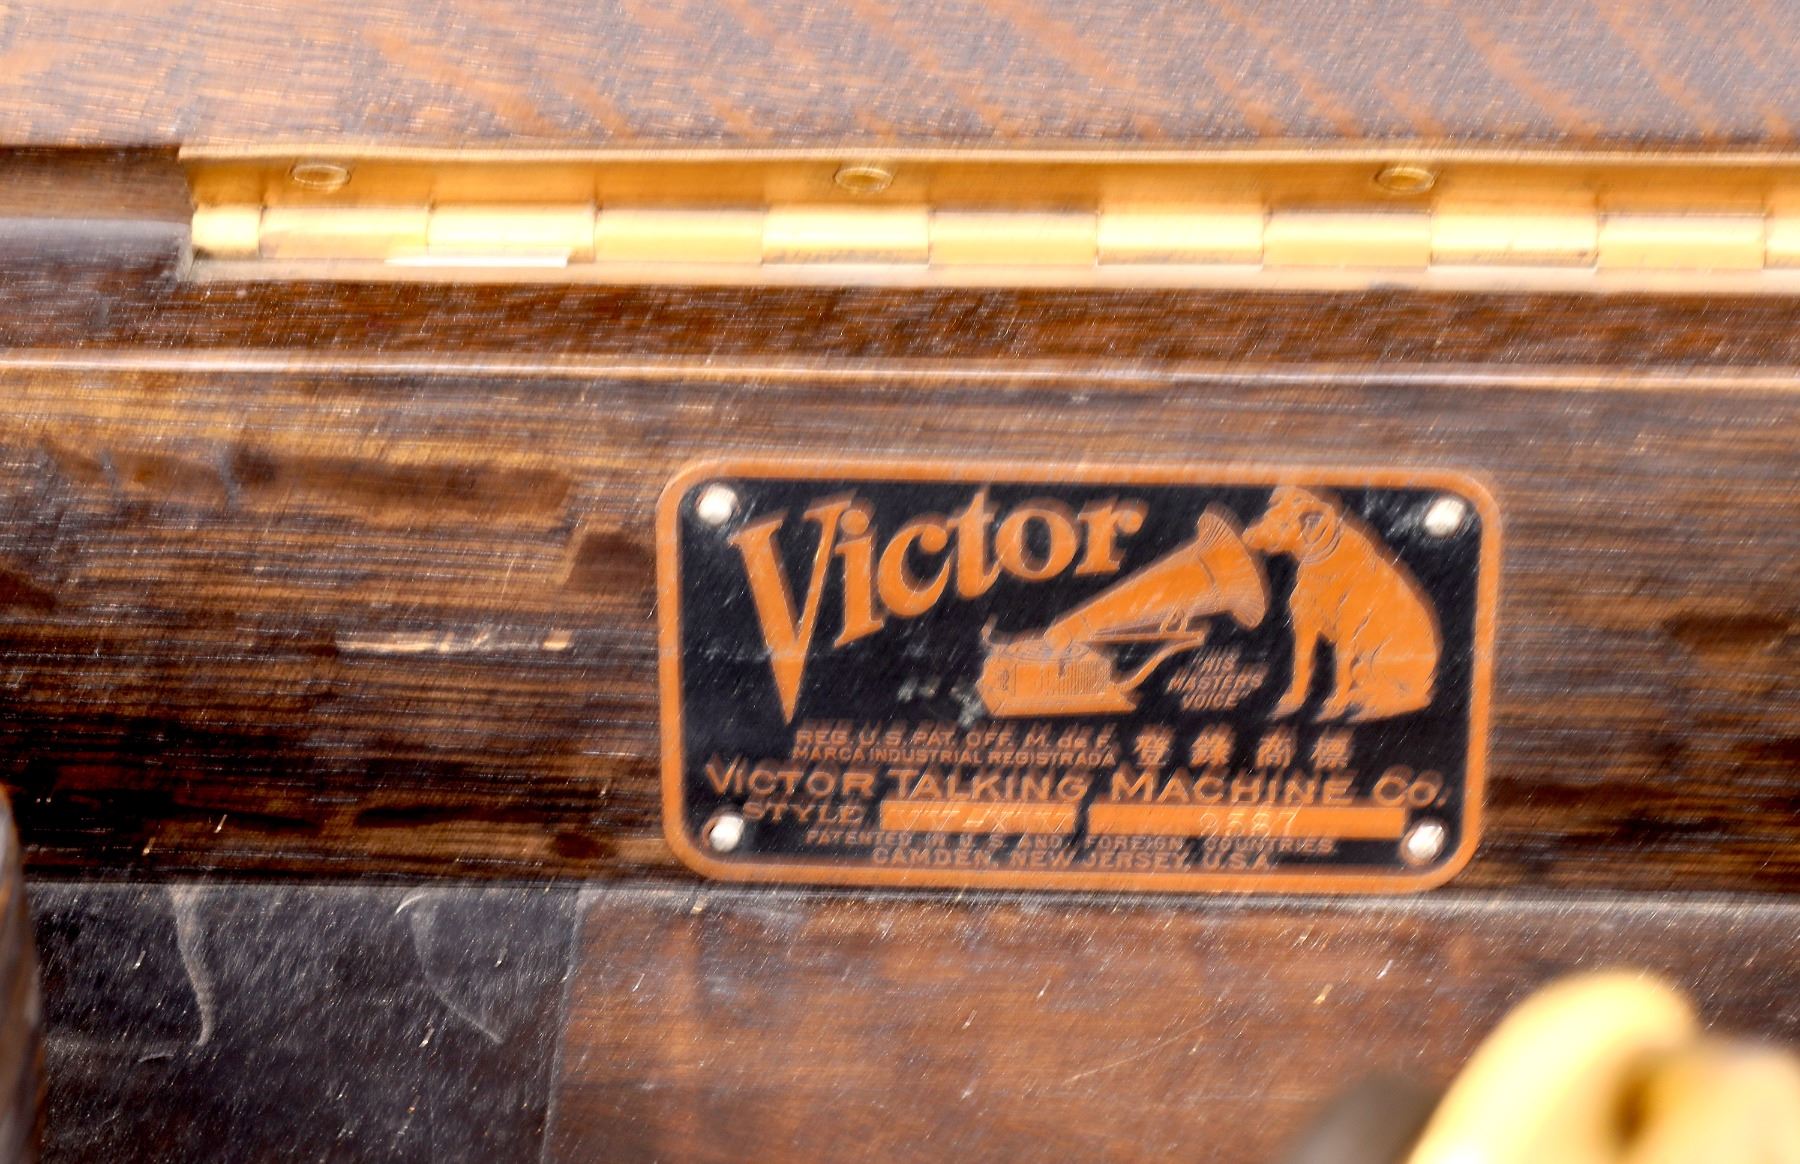 Victor
"HIS
MASTERS
VOICE"
REG. U.S. PAT. OFF. M. de F.
MARCA INDUSTRIAL REGISTRADA
登錄商標
VICTOR TALKING MACHINE CO.
STYLE 2387
PATENTED IN U.S. AND FOREIGN COUNTRIES
CAMDEN, NEW JERSEY, U.S.A.